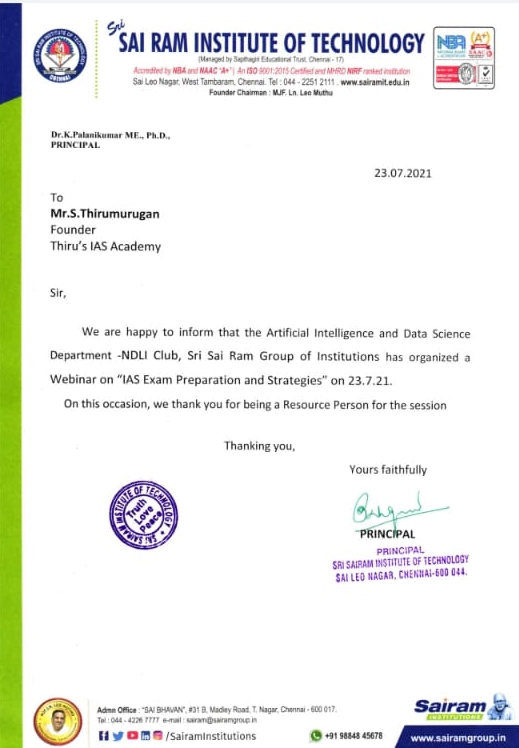 Sri
SAI RAM INSTITUTE OF TECHNOLOGY
(Managed by Sapthagiri Educational Trust, Chennai - 17)
Accredited by NBA and NAAC "A+" | An ISO 9001:2015 Certified and MHRD NIRF ranked institution
Sai Leo Nagar, West Tambaram, Chennai. Tel : 044 - 2251 2111 . www.sairamit.edu.in
Founder Chairman : MJF. Ln. Leo Muthu
NBA
A+
NAAC
Dr.K.Palanikumar ME., Ph.D.,
PRINCIPAL
23.07.2021
To
Mr.S.Thirumurugan
Founder
Thiru's IAS Academy
Sir,
We are happy to inform that the Artificial Intelligence and Data Science
Department -NDLI Club, Sri Sai Ram Group of Institutions has organized a
Webinar on "IAS Exam Preparation and Strategies" on 23.7.21.
On this occasion, we thank you for being a Resource Person for the session
Thanking you,
Yours faithfully
SRI SAIRAM INSTITUTE OF TECHNOLOGY
Truth
Love
Peace
PRINCIPAL
PRINCIPAL
SRI SAIRAM INSTITUTE OF TECHNOLOGY
SAI LEO NAGAR, CHENNAI-600 044.
Admn Office : "SAI BHAVAN", #31 B, Madley Road, T. Nagar, Chennai - 600 017.
Tel : 044 - 4226 7777 e-mail : sairam@sairamgroup.in
/SairamInstitutions
+91 98848 45678
Sairam
INSTITUTIONS
www.sairamgroup.in